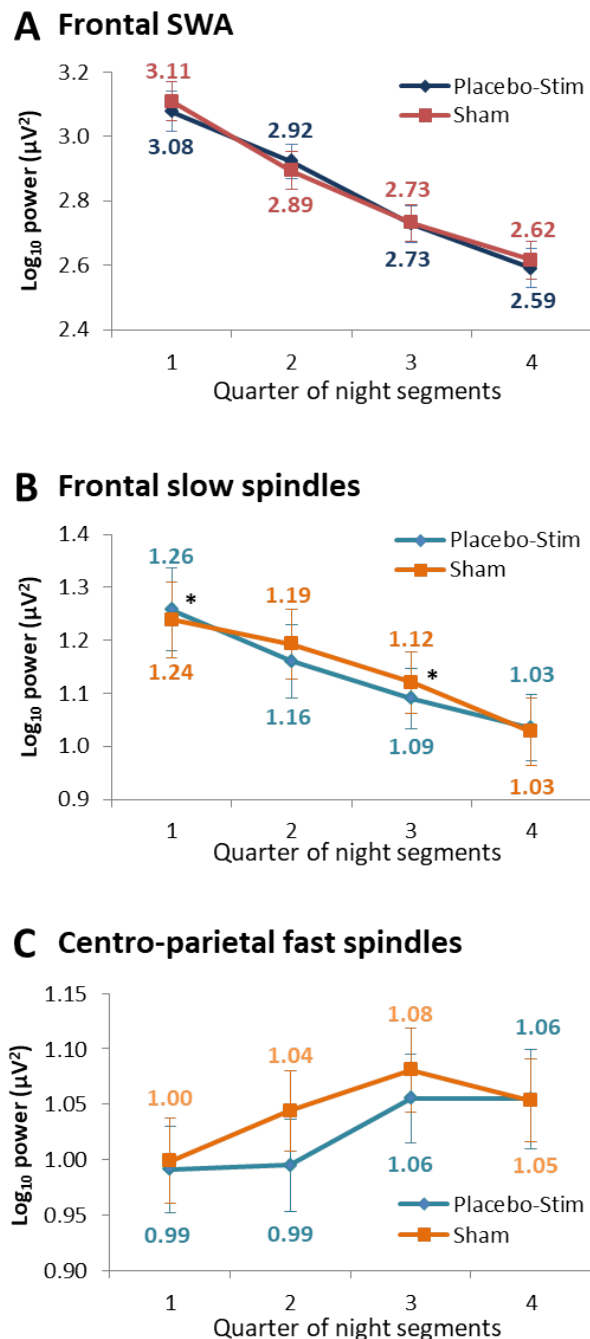 A Frontal SWA
3.2
3.0
2.8
2.6
2.4
Log₁₀ power (µV²)
3.11
3.08
2.92
2.89
2.73
2.73
2.62
2.59
Placebo-Stim
Sham
1 2 3 4
Quarter of night segments
B Frontal slow spindles
1.4
1.3
1.2
1.1
1.0
0.9
Log₁₀ power (µV²)
1.26
*
1.24
1.19
1.16
1.12
*
1.09
1.03
1.03
Placebo-Stim
Sham
1 2 3 4
Quarter of night segments
C Centro-parietal fast spindles
1.15
1.10
1.05
1.00
0.95
0.90
Log₁₀ power (µV²)
1.00
0.99
1.04
0.99
1.08
1.06
1.06
1.05
Placebo-Stim
Sham
1 2 3 4
Quarter of night segments